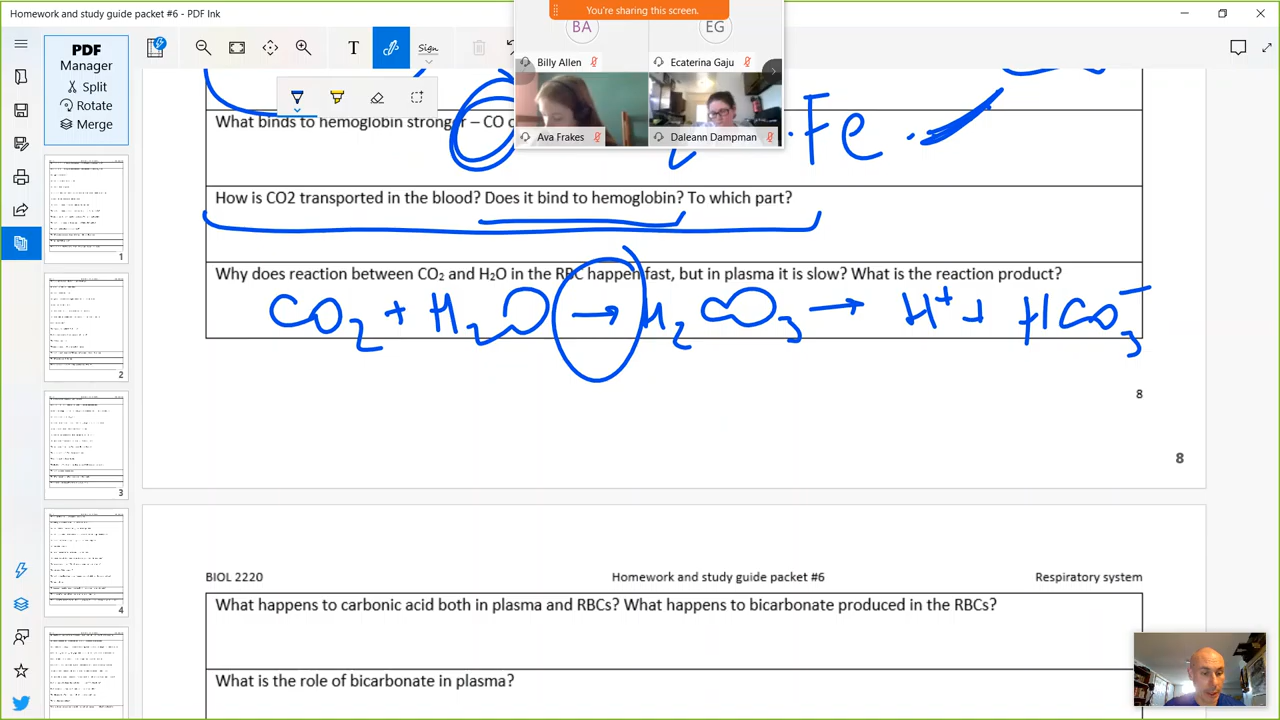 Homework and study guide packet #6 - PDF Ink
You're sharing this screen.
PDF
Manager
Split
Rotate
Merge
T
Sign
BA
EG
Billy Allen
Ecaterina Gaju
Ava Frakes
Daleann Dampman
What binds to hemoglobin stronger – CO
Fe
How is CO2 transported in the blood? Does it bind to hemoglobin? To which part?
Why does reaction between CO₂ and H₂O in the RBC happen fast, but in plasma it is slow? What is the reaction product?
CO₂ + H₂O → H₂CO₃ → H⁺ + HCO₃⁻
8
8
BIOL 2220
Homework and study guide packet #6
Respiratory system
What happens to carbonic acid both in plasma and RBCs? What happens to bicarbonate produced in the RBCs?
What is the role of bicarbonate in plasma?
1
2
3
4